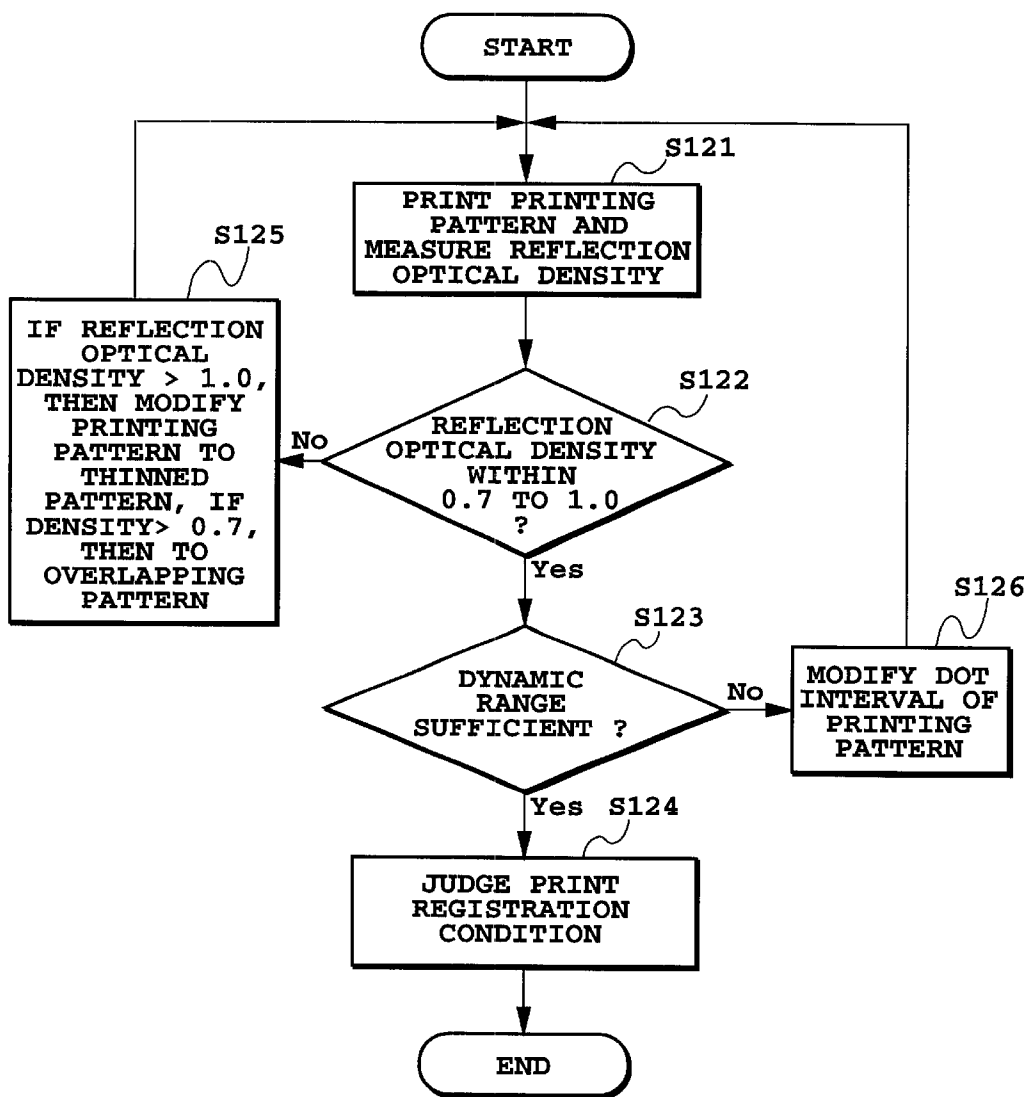 START
S121
PRINT PRINTING
PATTERN AND
MEASURE REFLECTION
OPTICAL DENSITY
S125
IF REFLECTION
OPTICAL
DENSITY > 1.0,
THEN MODIFY
PRINTING
PATTERN TO
THINNED
PATTERN, IF
DENSITY> 0.7,
THEN TO
OVERLAPPING
PATTERN
S122
REFLECTION
OPTICAL DENSITY
WITHIN
0.7 TO 1.0
?
No
Yes
S123
DYNAMIC
RANGE
SUFFICIENT ?
No
S126
MODIFY DOT
INTERVAL OF
PRINTING
PATTERN
Yes
S124
JUDGE PRINT
REGISTRATION
CONDITION
END